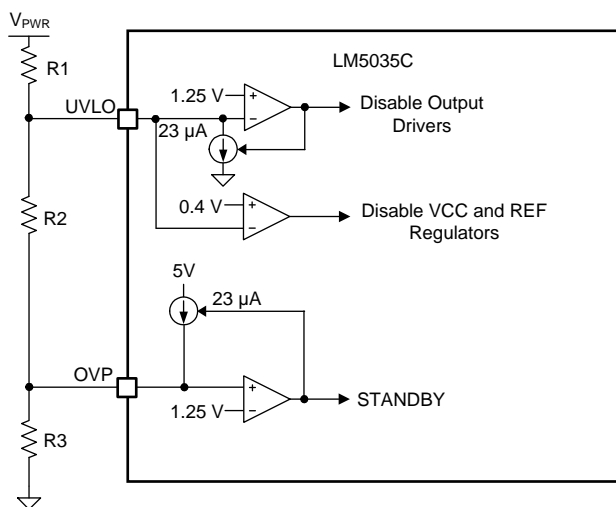 VPWR
R1
LM5035C
UVLO
1.25 V
+
−
Disable Output
Drivers
23 µA
R2
0.4 V
+
−
Disable VCC and REF
Regulators
5V
23 µA
OVP
+
1.25 V
−
STANDBY
R3